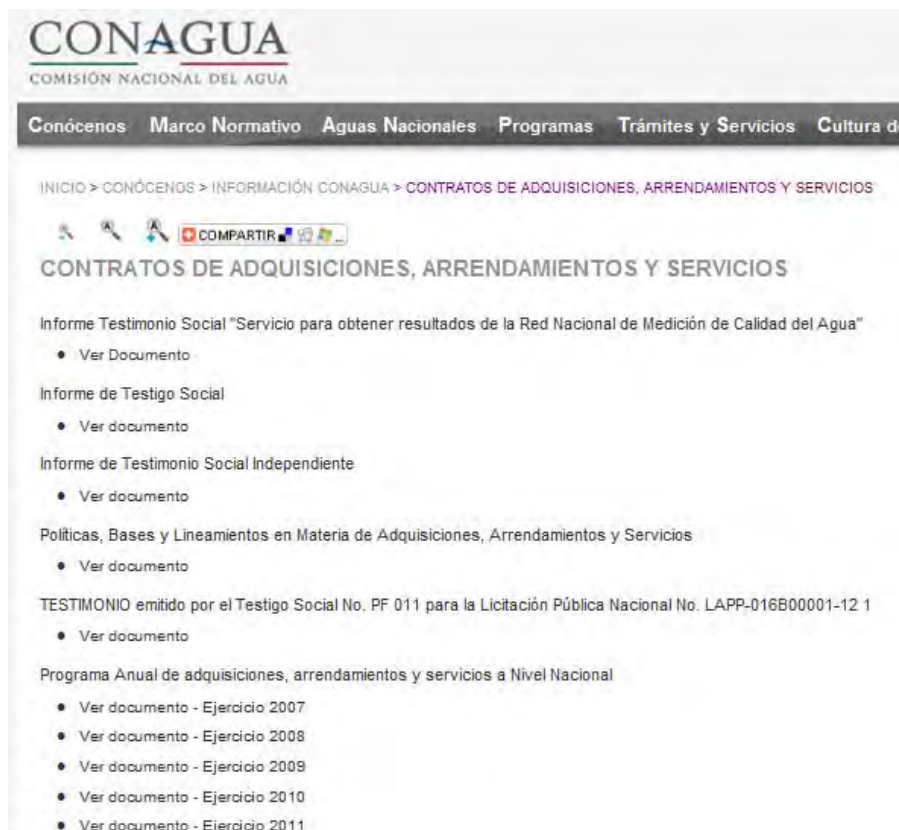 CONAGUA
COMISIÓN NACIONAL DEL AGUA
Conócenos Marco Normativo Aguas Nacionales Programas Trámites y Servicios Cultura d
INICIO > CONÓCENOS > INFORMACIÓN CONAGUA > CONTRATOS DE ADQUISICIONES, ARRENDAMIENTOS Y SERVICIOS
COMPARTIR
CONTRATOS DE ADQUISICIONES, ARRENDAMIENTOS Y SERVICIOS
Informe Testimonio Social "Servicio para obtener resultados de la Red Nacional de Medición de Calidad del Agua"
• Ver Documento
Informe de Testigo Social
• Ver documento
Informe de Testimonio Social Independiente
• Ver documento
Políticas, Bases y Lineamientos en Materia de Adquisiciones, Arrendamientos y Servicios
• Ver documento
TESTIMONIO emitido por el Testigo Social No. PF 011 para la Licitación Pública Nacional No. LAPP-016B00001-12 1
• Ver documento
Programa Anual de adquisiciones, arrendamientos y servicios a Nivel Nacional
• Ver documento - Ejercicio 2007
• Ver documento - Ejercicio 2008
• Ver documento - Ejercicio 2009
• Ver documento - Ejercicio 2010
• Ver documento - Ejercicio 2011